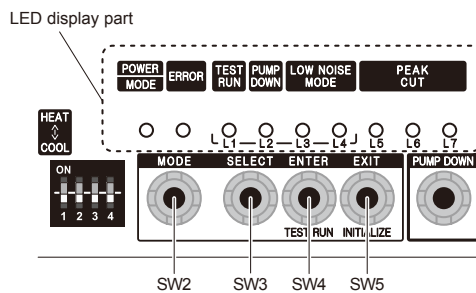 LED display part
POWER
MODE
ERROR
TEST
RUN
PUMP
DOWN
LOW NOISE
MODE
PEAK
CUT
HEAT
COOL
L1 L2 L3 L4 L5 L6 L7
ON
1 2 3 4
MODE SELECT ENTER EXIT PUMP DOWN
TEST RUN INITIALIZE
SW2 SW3 SW4 SW5